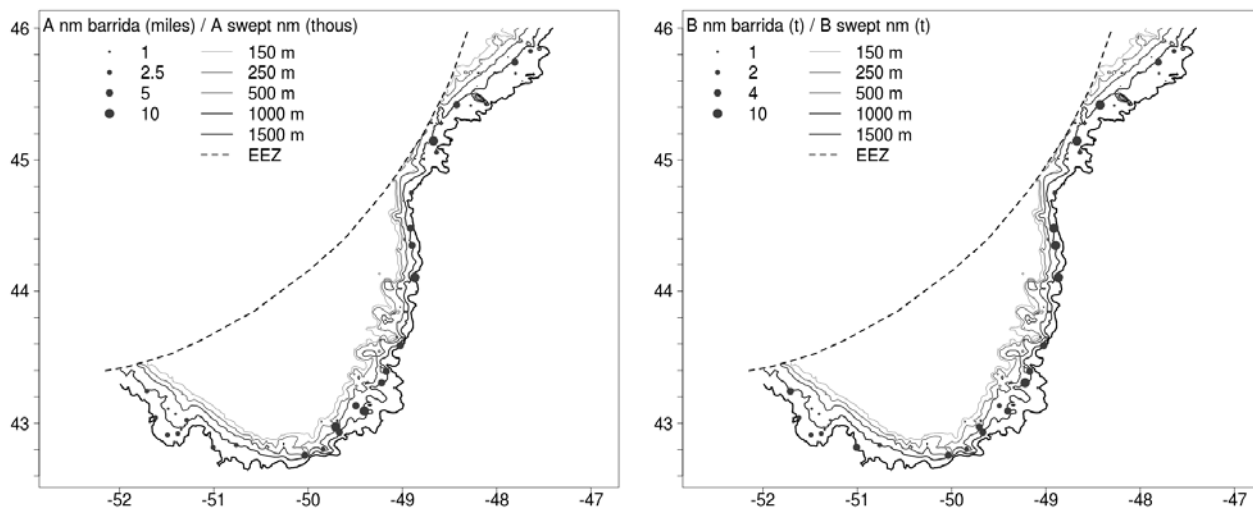 A nm barrida (miles) / A swept nm (thous)
1 150 m
2.5 250 m
5 500 m
10 1000 m
1500 m
EEZ
46
45
44
43
-52 -51 -50 -49 -48 -47
B nm barrida (t) / B swept nm (t)
1 150 m
2 250 m
4 500 m
10 1000 m
1500 m
EEZ
46
45
44
43
-52 -51 -50 -49 -48 -47